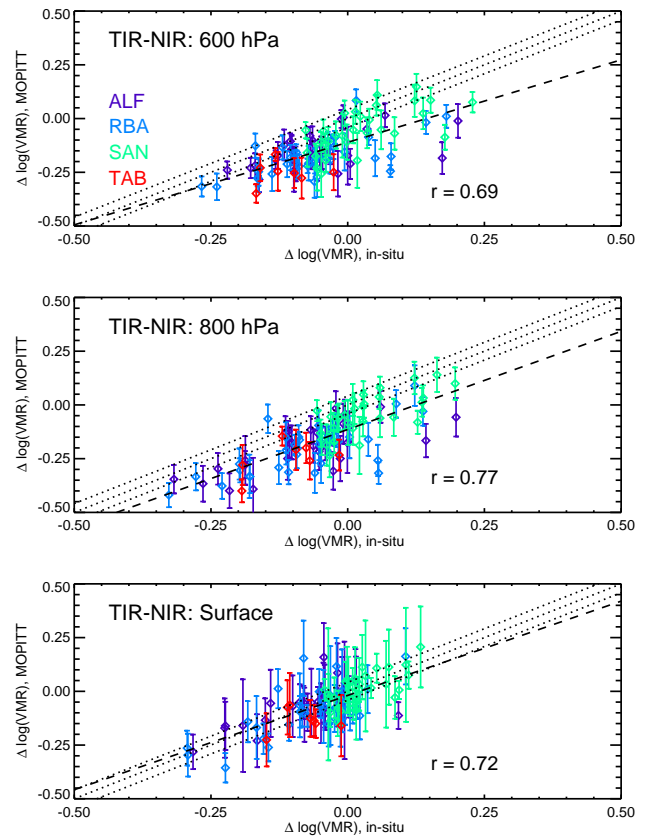 TIR-NIR: 600 hPa
ALF
RBA
SAN
TAB
r = 0.69
0.50
0.25
0.00
-0.25
-0.50
-0.50 -0.25 0.00 0.25 0.50
Δ log(VMR), MOPITT
Δ log(VMR), in-situ
TIR-NIR: 800 hPa
r = 0.77
0.50
0.25
0.00
-0.25
-0.50
-0.50 -0.25 0.00 0.25 0.50
Δ log(VMR), MOPITT
Δ log(VMR), in-situ
TIR-NIR: Surface
r = 0.72
0.50
0.25
0.00
-0.25
-0.50
-0.50 -0.25 0.00 0.25 0.50
Δ log(VMR), MOPITT
Δ log(VMR), in-situ